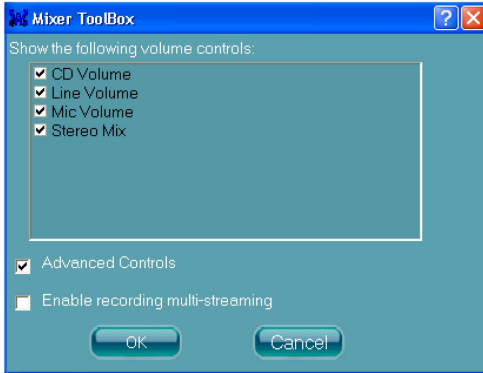 Mixer ToolBox
Show the following volume controls:
CD Volume
Line Volume
Mic Volume
Stereo Mix
Advanced Controls
Enable recording multi-streaming
OK
Cancel